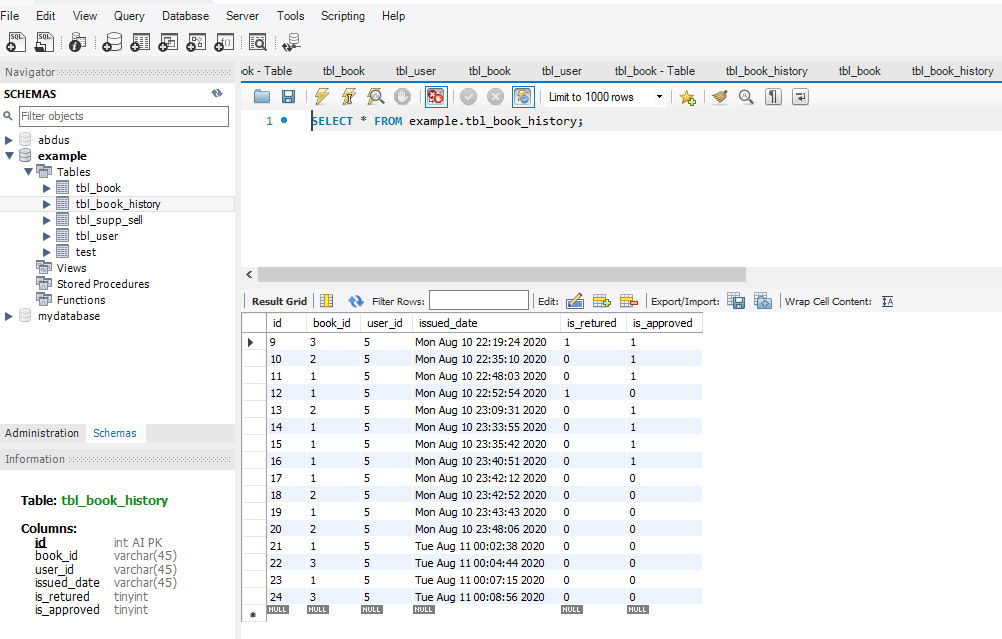 File Edit View Query Database Server Tools Scripting Help
SQL SQL
Navigator
ook - Table tbl_book tbl_user tbl_book tbl_user tbl_book - Table tbl_book_history tbl_book tbl_book_history
SCHEMAS
Filter objects
Limit to 1000 rows
1 SELECT * FROM example.tbl_book_history;
abdus
example
Tables
tbl_book
tbl_book_history
tbl_supp_sell
tbl_user
test
Views
Stored Procedures
Functions
mydatabase
Result Grid Filter Rows: Edit: Export/Import: Wrap Cell Content: IA
id book_id user_id issued_date is_retured is_approved
9 3 5 Mon Aug 10 22:19:24 2020 1 1
10 2 5 Mon Aug 10 22:35:10 2020 0 1
11 1 5 Mon Aug 10 22:48:03 2020 0 1
12 1 5 Mon Aug 10 22:52:54 2020 1 0
13 2 5 Mon Aug 10 23:09:31 2020 0 1
14 1 5 Mon Aug 10 23:33:55 2020 0 1
15 1 5 Mon Aug 10 23:35:42 2020 0 1
16 1 5 Mon Aug 10 23:40:51 2020 0 1
17 1 5 Mon Aug 10 23:42:12 2020 0 0
18 2 5 Mon Aug 10 23:42:52 2020 0 0
19 1 5 Mon Aug 10 23:43:43 2020 0 0
20 2 5 Mon Aug 10 23:48:06 2020 0 0
21 1 5 Tue Aug 11 00:02:38 2020 0 0
22 3 5 Tue Aug 11 00:04:44 2020 0 0
23 1 5 Tue Aug 11 00:07:15 2020 0 0
24 3 5 Tue Aug 11 00:08:56 2020 0 0
NULL NULL NULL NULL NULL NULL
Administration Schemas
Information
Table: tbl_book_history
Columns:
id int AI PK
book_id varchar(45)
user_id varchar(45)
issued_date varchar(45)
is_retured tinyint
is_approved tinyint